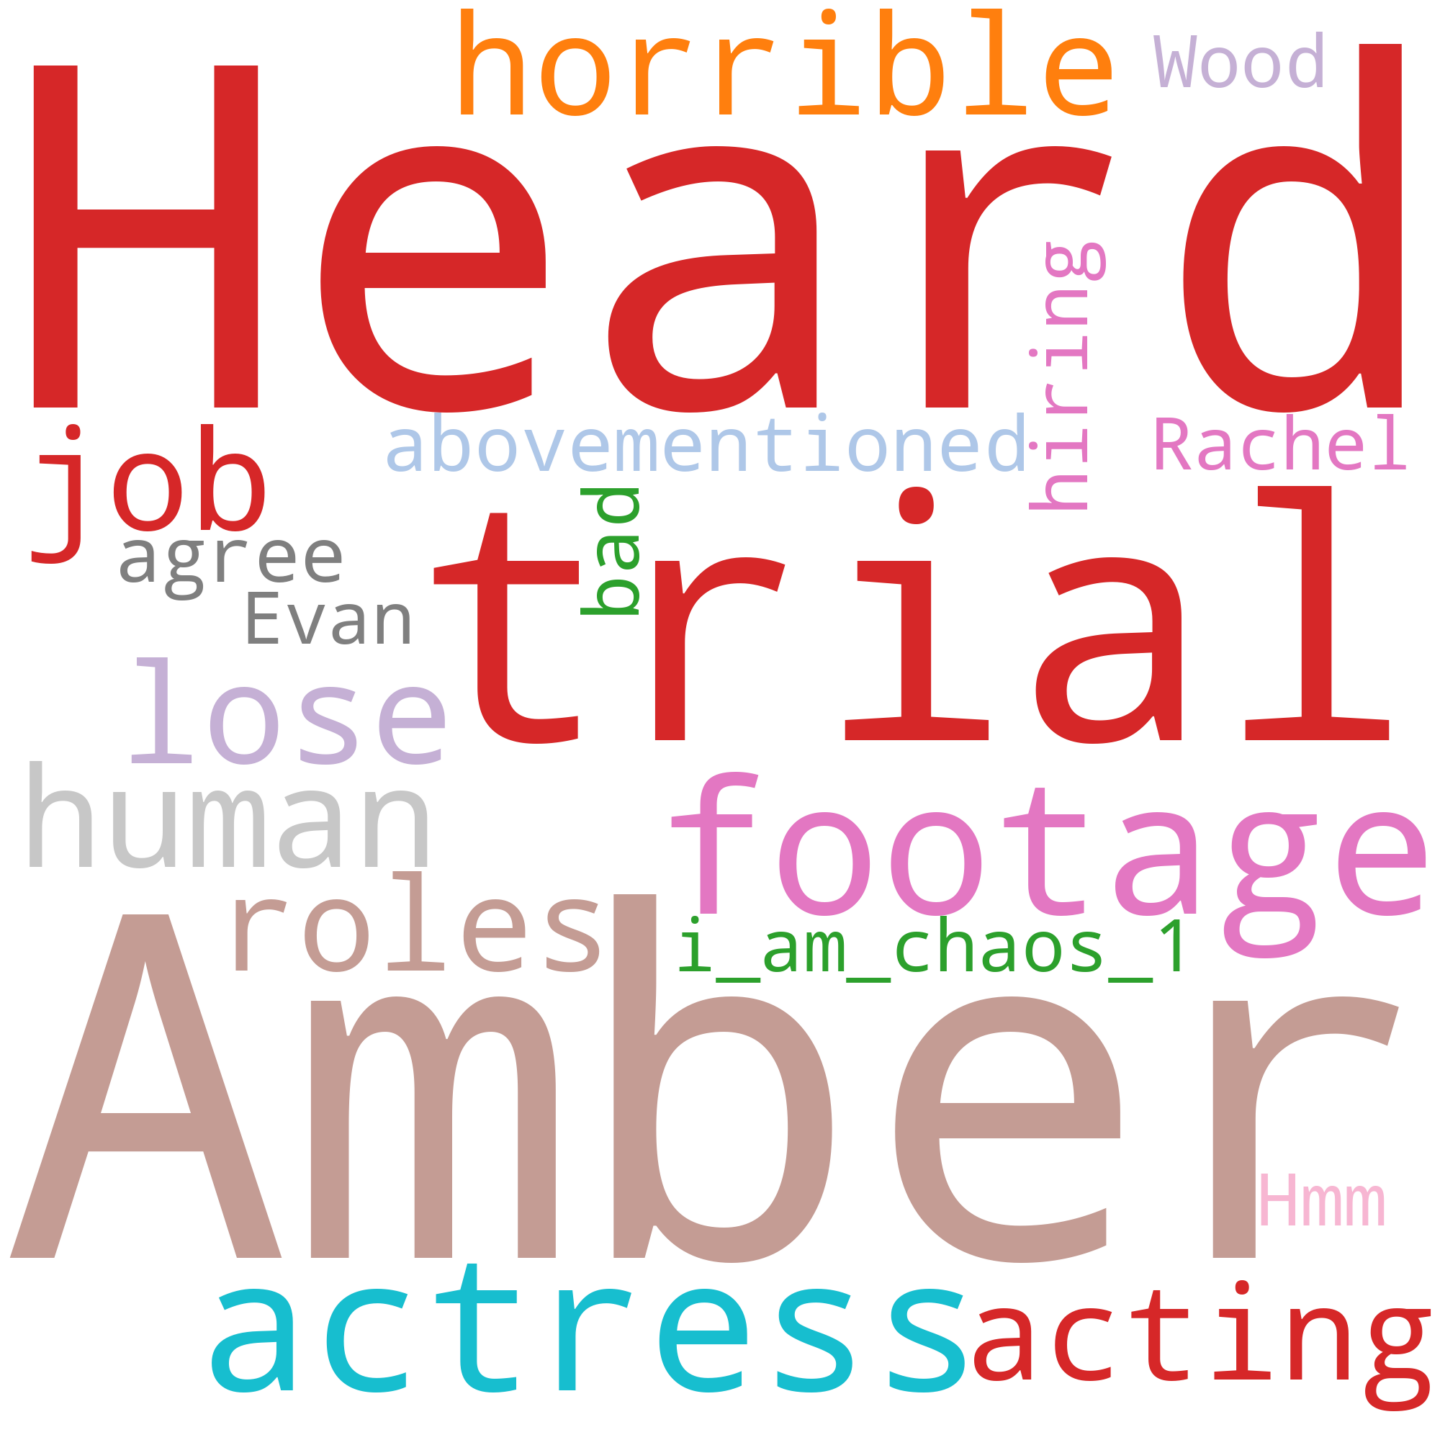 horrible
Wood
Heard
hiring
job
abovementioned
Rachel
bad
agree
trial
Evan
lose
human
footage
roles
i_am_chaos_1
Amber
Hmm
actress
acting